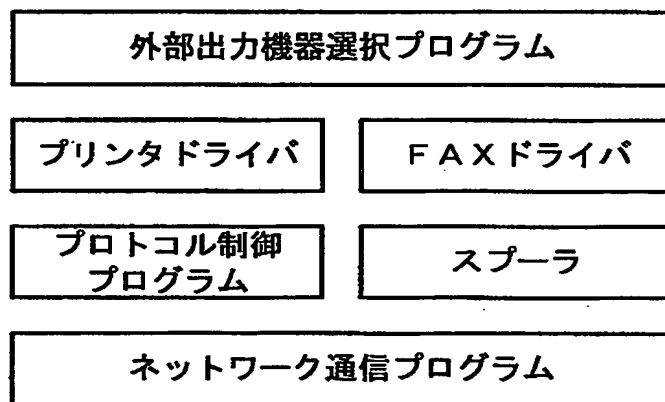 外部出力機器選択プログラム
プリンタドライバ
ＦＡＸドライバ
プロトコル制御
プログラム
スプーラ
ネットワーク通信プログラム